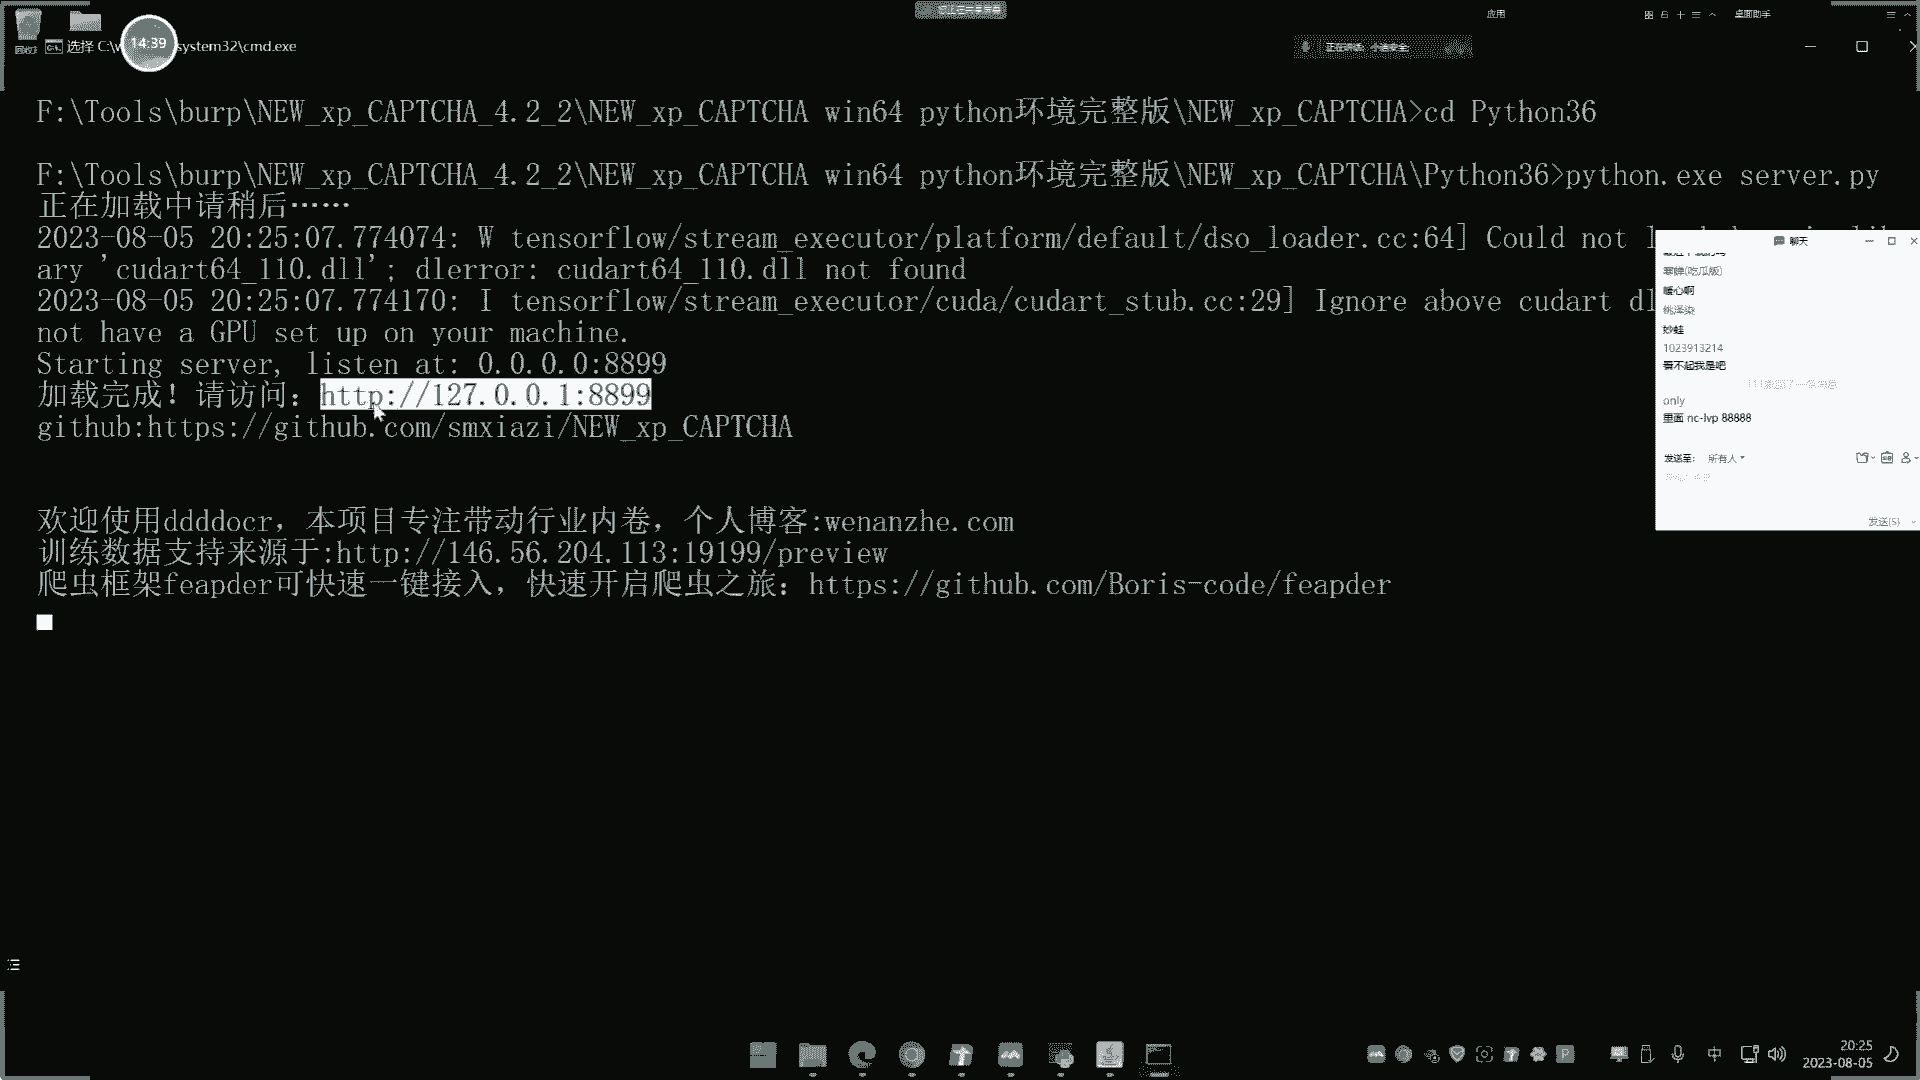 应用
桌面助手
选择 C:\w
14:39
system32\cmd.exe
F:\Tools\burp\NEW_xp_CAPTCHA_4.2_2\NEW_xp_CAPTCHA win64 python环境完整版\NEW_xp_CAPTCHA>cd Python36
F:\Tools\burp\NEW_xp_CAPTCHA_4.2_2\NEW_xp_CAPTCHA win64 python环境完整版\NEW_xp_CAPTCHA\Python36>python.exe server.py
正在加载中请稍后……
2023-08-05 20:25:07.774074: W tensorflow/stream_executor/platform/default/dso_loader.cc:64] Could not l
ary 'cudart64_110.dll'; dlerror: cudart64_110.dll not found
2023-08-05 20:25:07.774170: I tensorflow/stream_executor/cuda/cudart_stub.cc:29] Ignore above cudart dl
not have a GPU set up on your machine.
Starting server, listen at: 0.0.0.0:8899
加载完成！请访问：http://127.0.0.1:8899
github:https://github.com/smxiazi/NEW_xp_CAPTCHA
欢迎使用ddddocr，本项目专注带动行业内卷，个人博客:wenanzhe.com
训练数据支持来源于:http://146.56.204.113:19199/preview
爬虫框架feapder可快速一键接入，快速开启爬虫之旅：https://github.com/Boris-code/feapder
聊天
暖心啊
妙蛙
1023913214
看不起我是吧
only
里面 nc-lvp 88888
发送至: 所有人
发送(S)
中
20:25
2023-08-05